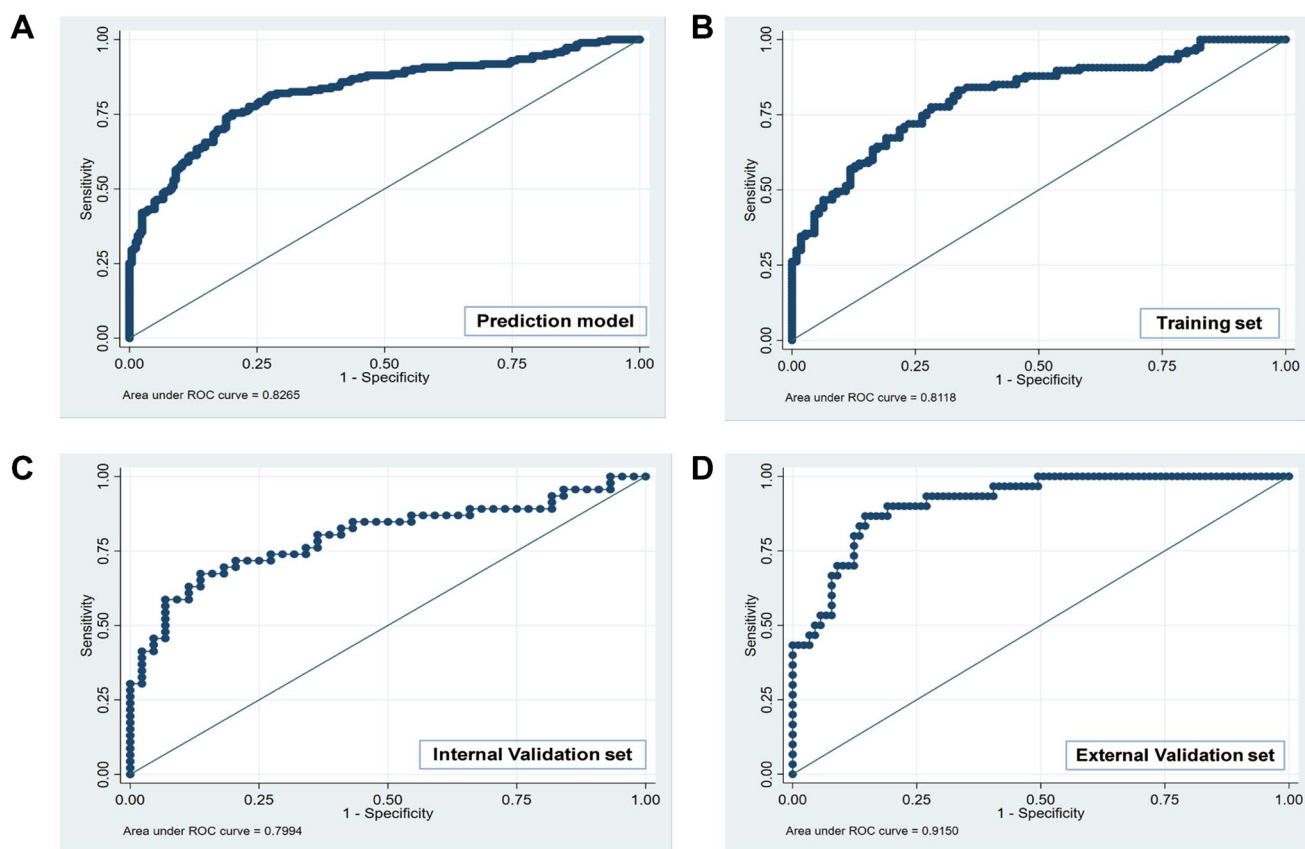 A
1.00
0.75
0.50
0.25
0.00
Sensitivity
Prediction model
0.00 0.25 0.50 0.75 1.00
1 - Specificity
Area under ROC curve = 0.8265
B
1.00
0.75
0.50
0.25
0.00
Sensitivity
Training set
0.00 0.25 0.50 0.75 1.00
1 - Specificity
Area under ROC curve = 0.8118
C
1.00
0.75
0.50
0.25
0.00
Sensitivity
Internal Validation set
0.00 0.25 0.50 0.75 1.00
1 - Specificity
Area under ROC curve = 0.7994
D
1.00
0.75
0.50
0.25
0.00
Sensitivity
External Validation set
0.00 0.25 0.50 0.75 1.00
1 - Specificity
Area under ROC curve = 0.9150